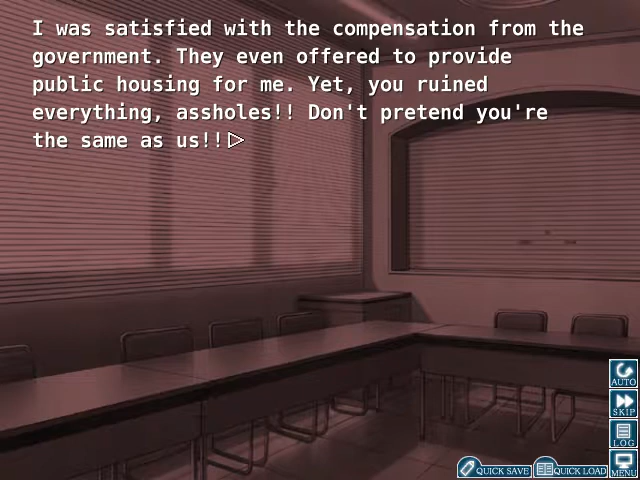 I was satisfied with the compensation from the
government. They even offered to provide
public housing for me. Yet, you ruined
everything, assholes!! Don't pretend you're
the same as us!!
AUTO
SKIP
LOG
MENU
QUICK SAVE
QUICK LOAD